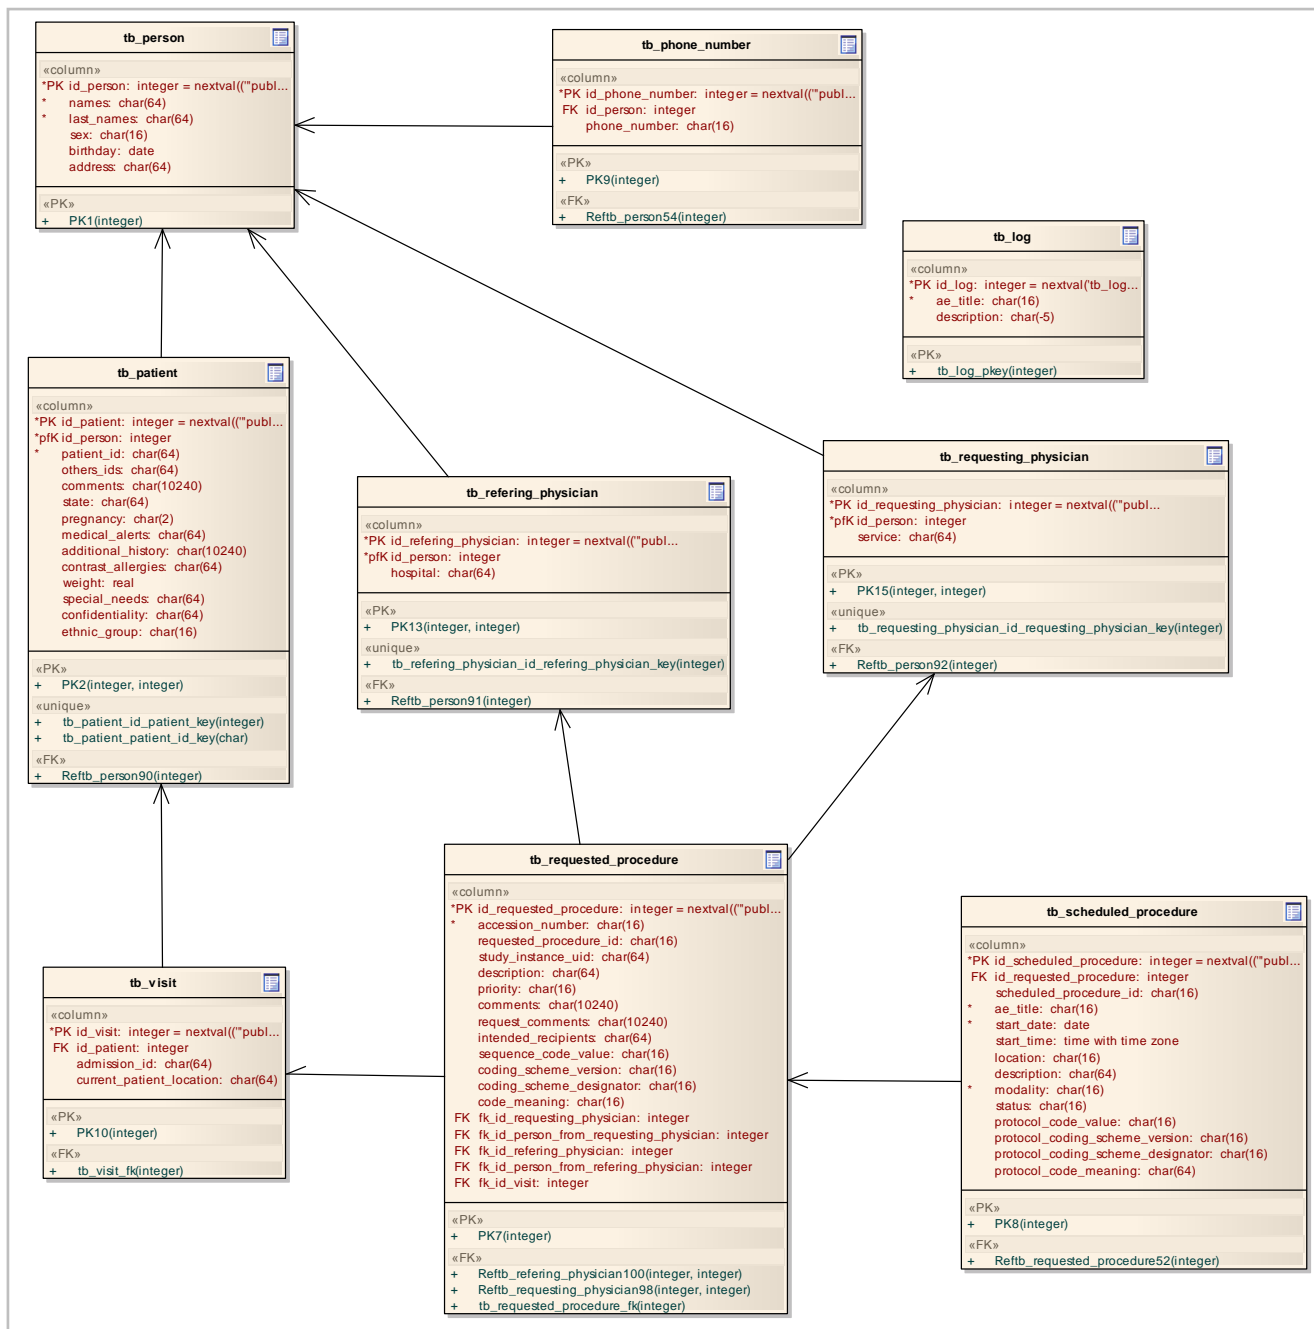 tb_person
«column»
*PK id_person: integer = nextval(('"publ...
* names: char(64)
* last_names: char(64)
sex: char(16)
birthday: date
address: char(64)
«PK»
+ PK1(integer)
tb_phone_number
«column»
*PK id_phone_number: integer = nextval(('"publ...
FK id_person: integer
phone_number: char(16)
«PK»
+ PK9(integer)
«FK»
+ Reftb_person54(integer)
tb_log
«column»
*PK id_log: integer = nextval('tb_log...
* ae_title: char(16)
description: char(-5)
«PK»
+ tb_log_pkey(integer)
tb_patient
«column»
*PK id_patient: integer = nextval(('"publ...
*pfK id_person: integer
* patient_id: char(64)
others_ids: char(64)
comments: char(10240)
state: char(64)
pregnancy: char(2)
medical_alerts: char(64)
additional_history: char(10240)
contrast_allergies: char(64)
weight: real
special_needs: char(64)
confidentiality: char(64)
ethnic_group: char(16)
«PK»
+ PK2(integer, integer)
«unique»
+ tb_patient_id_patient_key(integer)
+ tb_patient_patient_id_key(char)
«FK»
+ Reftb_person90(integer)
tb_refering_physician
«column»
*PK id_refering_physician: integer = nextval(('"publ...
*pfK id_person: integer
hospital: char(64)
«PK»
+ PK13(integer, integer)
«unique»
+ tb_refering_physician_id_refering_physician_key(integer)
«FK»
+ Reftb_person91(integer)
tb_requesting_physician
«column»
*PK id_requesting_physician: integer = nextval(('"publ...
*pfK id_person: integer
service: char(64)
«PK»
+ PK15(integer, integer)
«unique»
+ tb_requesting_physician_id_requesting_physician_key(integer)
«FK»
+ Reftb_person92(integer)
tb_visit
«column»
*PK id_visit: integer = nextval(('"publ...
FK id_patient: integer
admission_id: char(64)
current_patient_location: char(64)
«PK»
+ PK10(integer)
«FK»
+ tb_visit_fk(integer)
tb_requested_procedure
«column»
*PK id_requested_procedure: integer = nextval(('"publ...
* accession_number: char(16)
requested_procedure_id: char(16)
study_instance_uid: char(64)
description: char(64)
priority: char(16)
comments: char(10240)
request_comments: char(10240)
intended_recipients: char(64)
sequence_code_value: char(16)
coding_scheme_version: char(16)
coding_scheme_designator: char(16)
code_meaning: char(16)
FK fk_id_requesting_physician: integer
FK fk_id_person_from_requesting_physician: integer
FK fk_id_refering_physician: integer
FK fk_id_person_from_refering_physician: integer
FK fk_id_visit: integer
«PK»
+ PK7(integer)
«FK»
+ Reftb_refering_physician100(integer, integer)
+ Reftb_requesting_physician98(integer, integer)
+ tb_requested_procedure_fk(integer)
tb_scheduled_procedure
«column»
*PK id_scheduled_procedure: integer = nextval(('"publ...
FK id_requested_procedure: integer
scheduled_procedure_id: char(16)
* ae_title: char(16)
* start_date: date
start_time: time with time zone
location: char(16)
description: char(64)
* modality: char(16)
status: char(16)
protocol_code_value: char(16)
protocol_coding_scheme_version: char(16)
protocol_coding_scheme_designator: char(16)
protocol_code_meaning: char(64)
«PK»
+ PK8(integer)
«FK»
+ Reftb_requested_procedure52(integer)